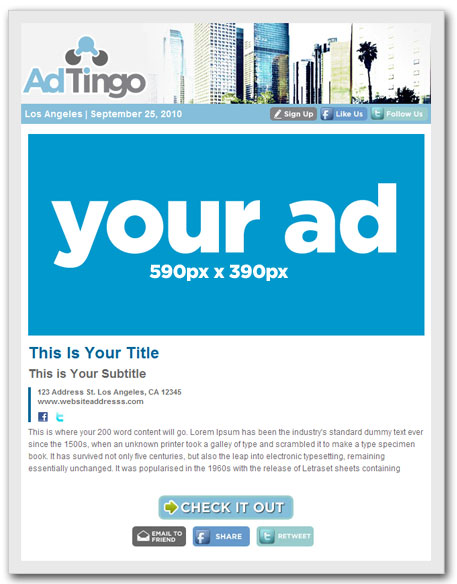 AdTingo
Los Angeles | September 25, 2010
Sign Up
f Like Us
t Follow Us
your ad
590px x 390px
This Is Your Title
This is Your Subtitle
123 Address St. Los Angeles, CA 12345
www.websiteaddresss.com
f t
This is where your 200 word content will go. Lorem Ipsum has been the industry's standard dummy text ever
since the 1500s, when an unknown printer took a galley of type and scrambled it to make a type specimen
book. It has survived not only five centuries, but also the leap into electronic typesetting, remaining
essentially unchanged. It was popularised in the 1960s with the release of Letraset sheets containing
CHECK IT OUT
EMAIL TO
FRIEND
f SHARE
t RETWEET